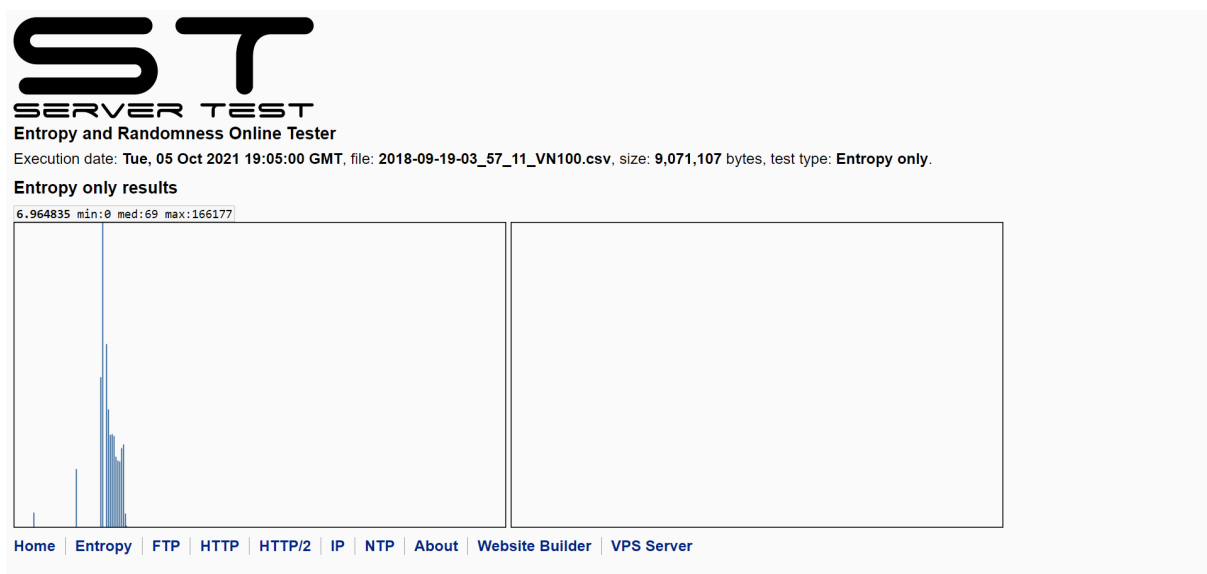 ST
SERVER TEST
Entropy and Randomness Online Tester
Execution date: Tue, 05 Oct 2021 19:05:00 GMT, file: 2018-09-19-03_57_11_VN100.csv, size: 9,071,107 bytes, test type: Entropy only.
Entropy only results
6.964835 min:0 med:69 max:166177
Home Entropy FTP HTTP HTTP/2 IP NTP About Website Builder VPS Server